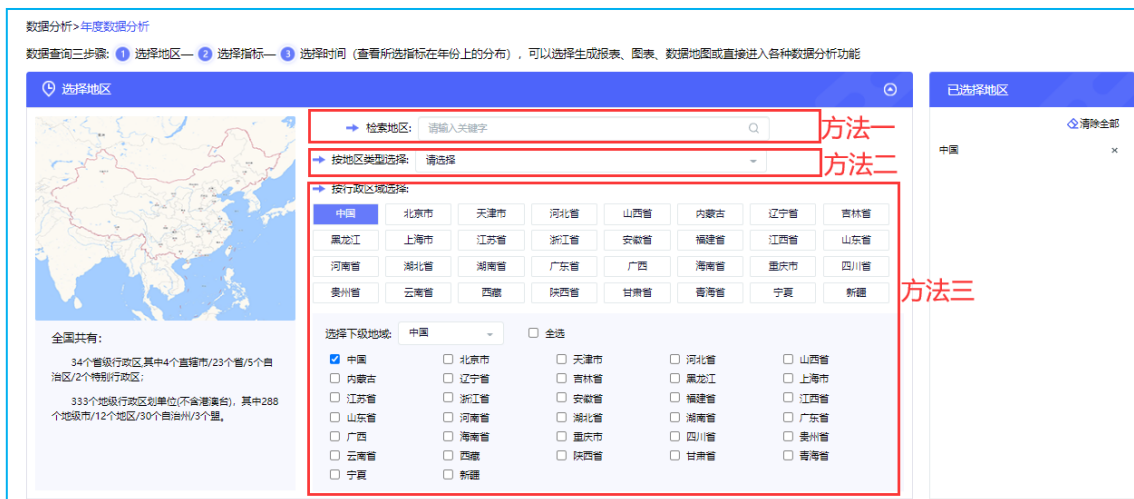 数据分析>年度数据分析
数据查询三步骤: 1 选择地区— 2 选择指标— 3 选择时间（查看所选指标在年份上的分布），可以选择生成报表、图表、数据地图或直接进入各种数据分析功能
选择地区
已选择地区
检索地区: 请输入关键字
方法一
清除全部
按地区类型选择: 请选择
方法二
中国 ×
按行政区域选择:
中国 北京市 天津市 河北省 山西省 内蒙古 辽宁省 吉林省
黑龙江 上海市 江苏省 浙江省 安徽省 福建省 江西省 山东省
河南省 湖北省 湖南省 广东省 广西 海南省 重庆市 四川省
贵州省 云南省 西藏 陕西省 甘肃省 青海省 宁夏 新疆
方法三
选择下级地域: 中国 全选
中国 北京市 天津市 河北省 山西省
内蒙古 辽宁省 吉林省 黑龙江 上海市
江苏省 浙江省 安徽省 福建省 江西省
山东省 河南省 湖北省 湖南省 广东省
广西 海南省 重庆市 四川省 贵州省
云南省 西藏 陕西省 甘肃省 青海省
宁夏 新疆
全国共有:
34个省级行政区,其中4个直辖市/23个省/5个自
治区/2个特别行政区;
333个地级行政区划单位(不含港澳台)，其中288
个地级市/12个地区/30个自治州/3个盟。